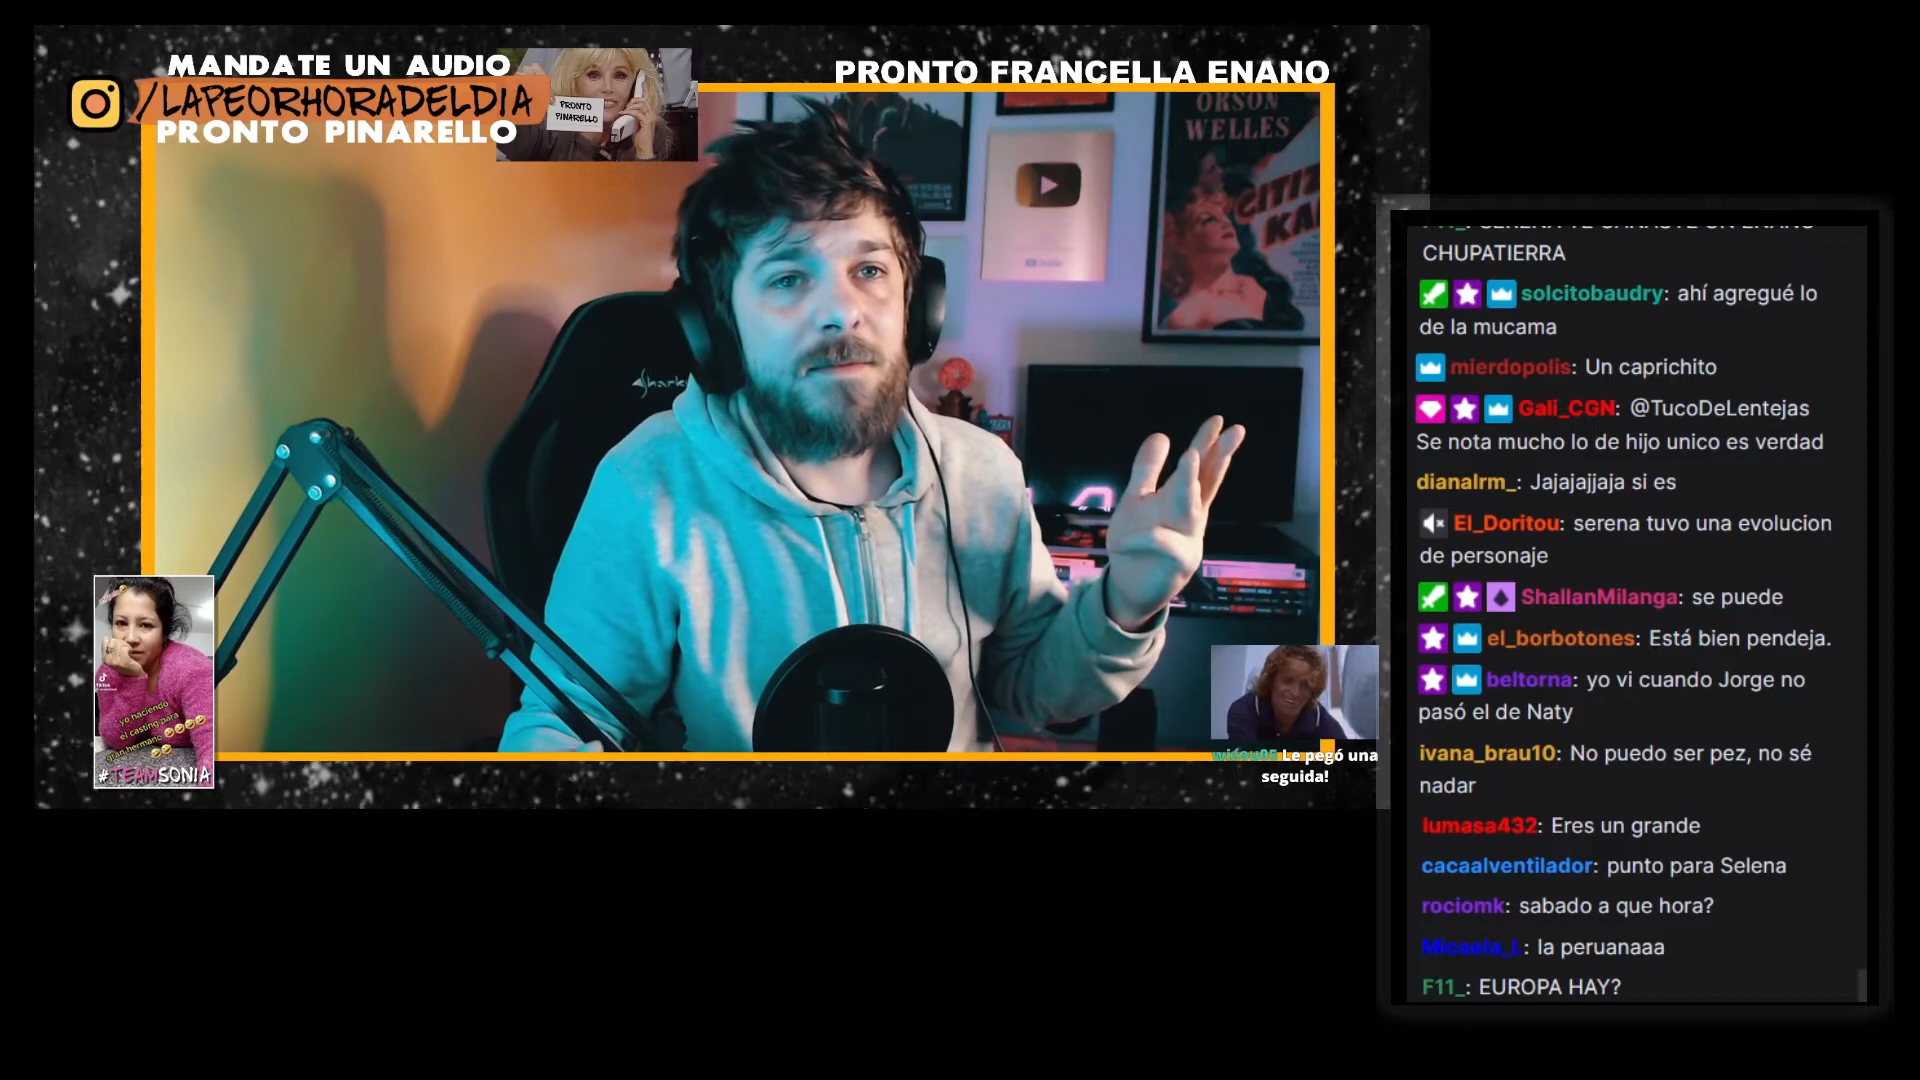 MANDATE UN AUDIO
/LAPEORHORADELDIA
PRONTO PINARELLO
PRONTO
PINARELLO
PRONTO FRANCELLA ENANO
ORSON
WELLES
Sharky
yo haciendo
el casting para
gran hermano 🤣🤣🤣🤣
🤣🤣
#TEAMSONIA
Le pegó una
seguida!
CHUPATIERRA
solcitobaudry: ahí agregué lo
de la mucama
mierdopolis: Un caprichito
Gali_CGN: @TucoDeLentejas
Se nota mucho lo de hijo unico es verdad
dianalrm_: Jajajajjaja si es
El_Doritou: serena tuvo una evolucion
de personaje
ShallanMilanga: se puede
el_borbotones: Está bien pendeja.
beltorna: yo vi cuando Jorge no
pasó el de Naty
ivana_brau10: No puedo ser pez, no sé
nadar
lumasa432: Eres un grande
cacaalventilador: punto para Selena
rociomk: sabado a que hora?
Micaela_L: la peruanaaa
F11_: EUROPA HAY?